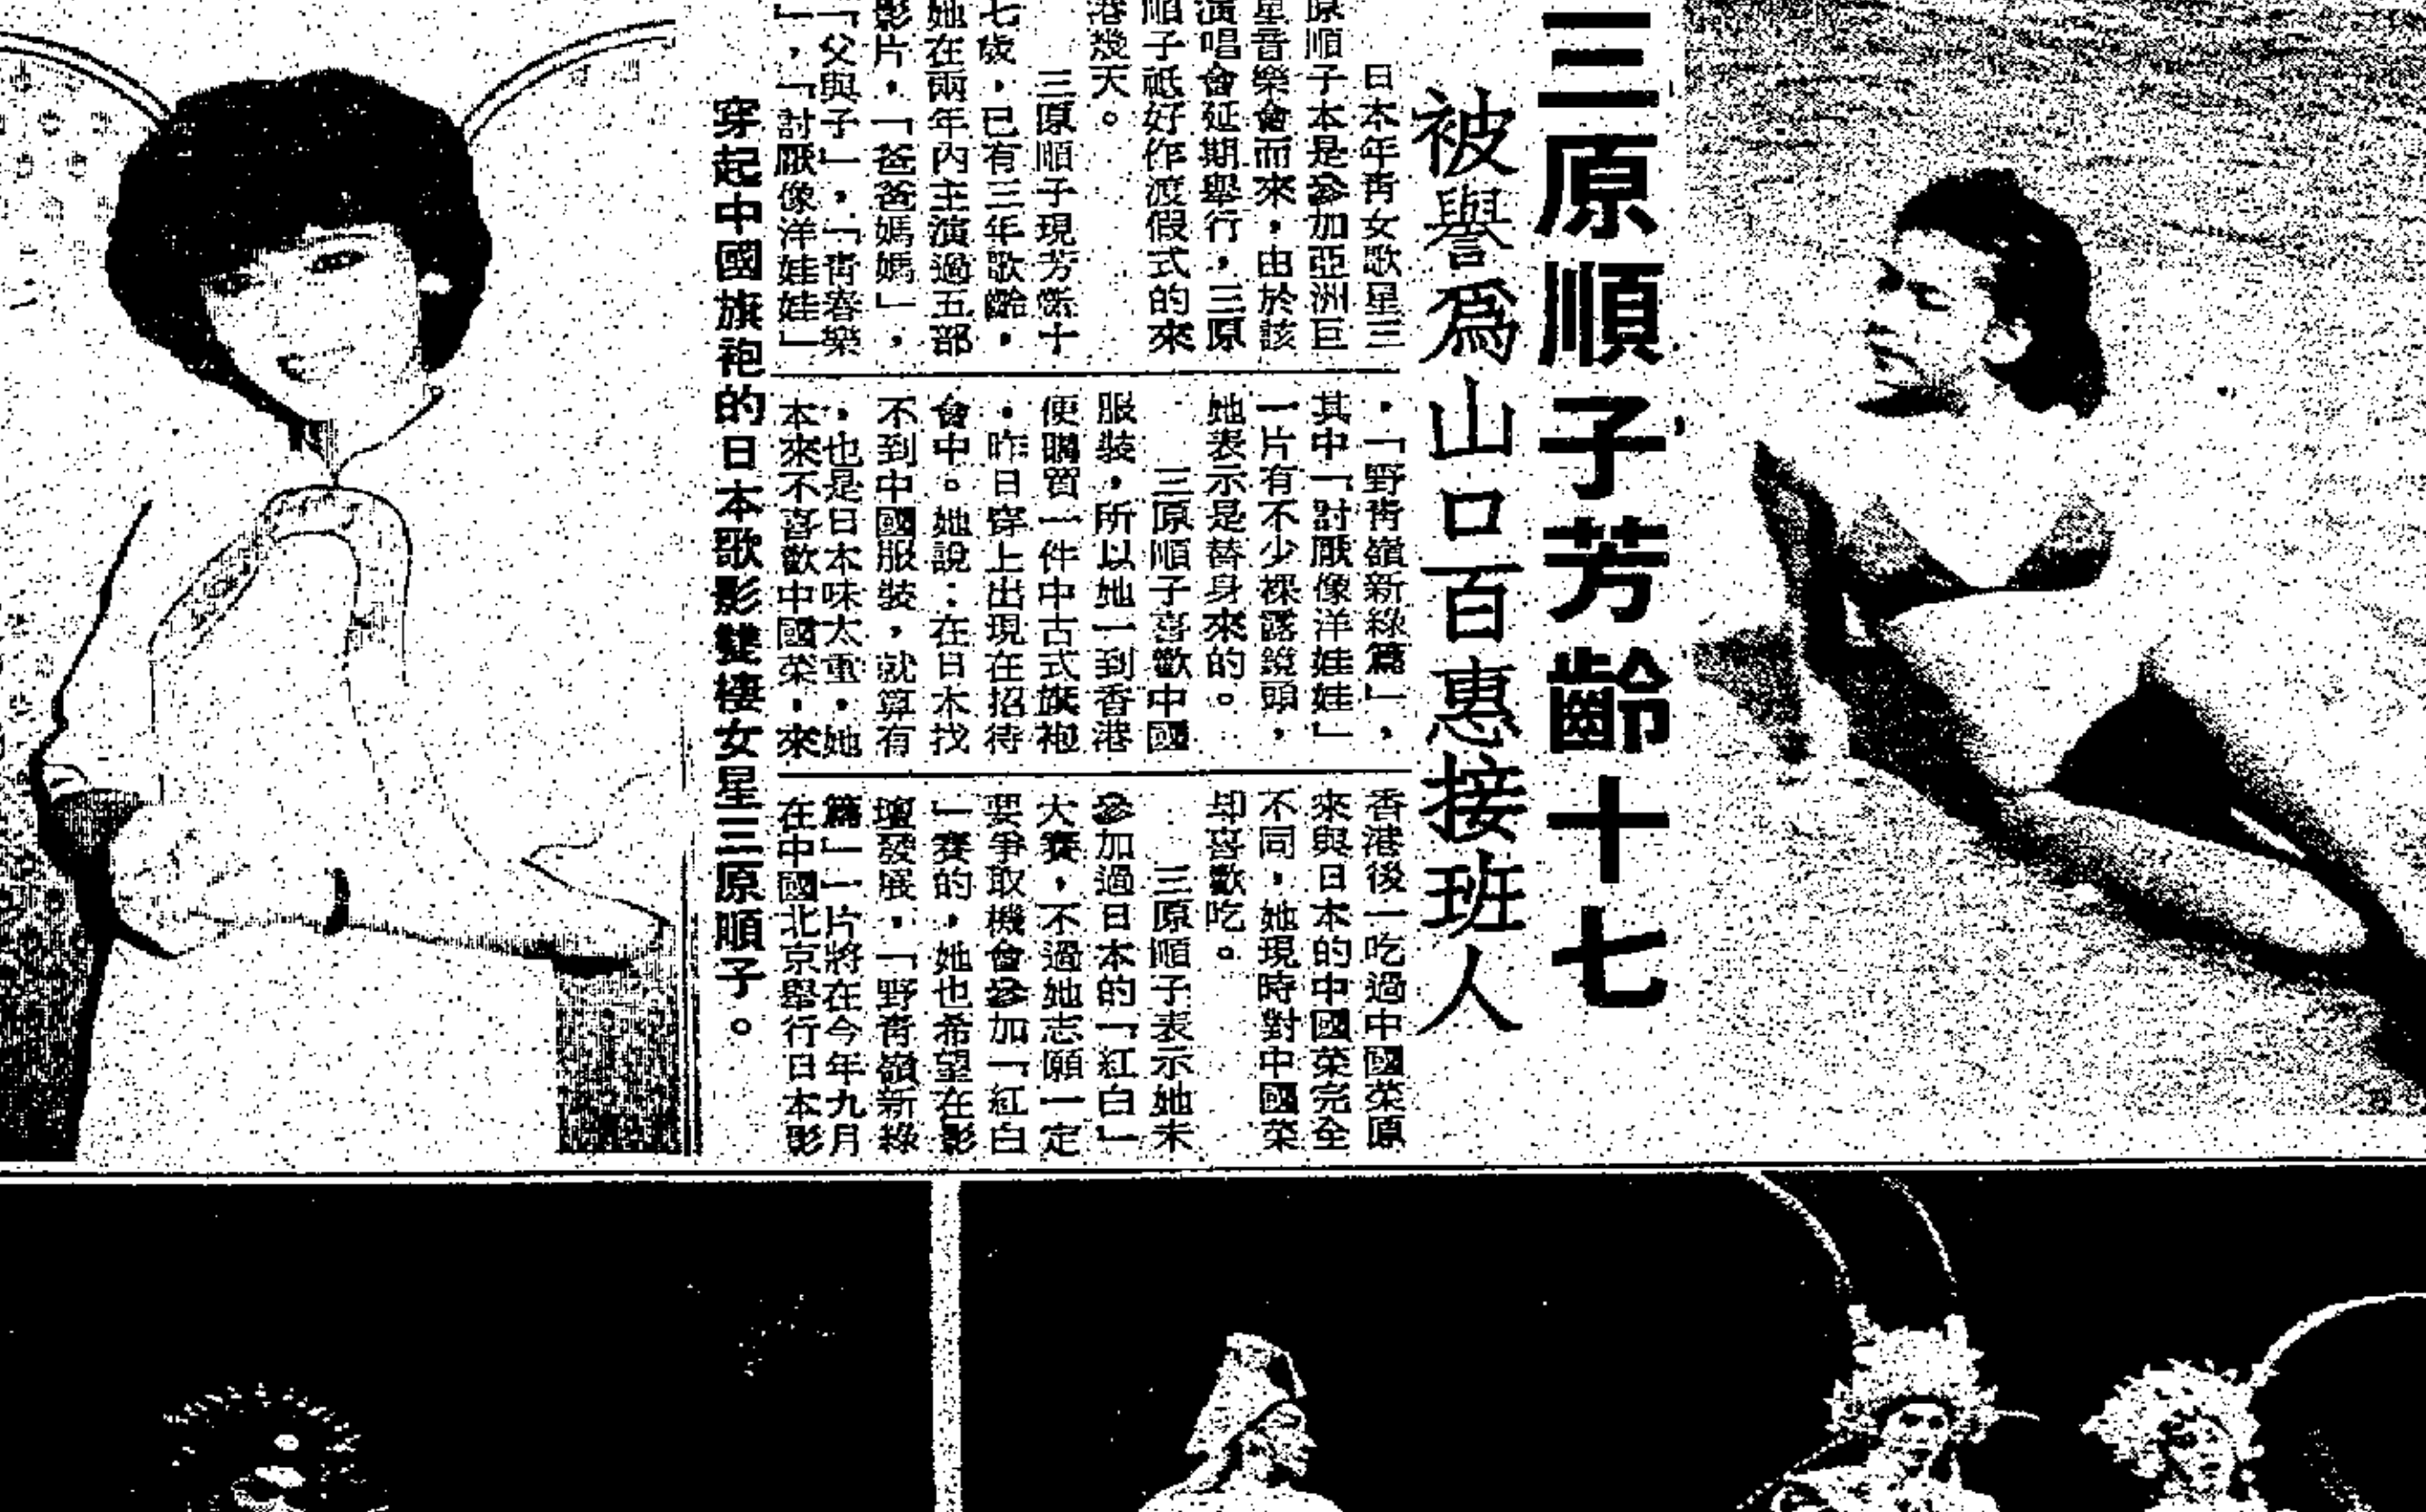 三原順子芳齡十七
被譽爲山口百惠接班人
日本年青女歌星三
原順子本是參加亞洲巨
星音樂會而來，由於該
演唱會延期舉行，三原
順子祗好作渡假式的來
港幾天。
三原順子現芳齡十
七歲，已有三年歌齡，
她在兩年內主演過五部
影片，「爸爸媽媽」，
「父與子」，「青春樂
」，「討厭像洋娃娃」
，「野青嶺新綠篇」，
其中「討厭像洋娃娃」
一片有不少裸露鏡頭，
她表示是替身來的。
三原順子喜歡中國
服裝，所以她一到香港
便購買一件中古式旗袍
，昨日穿上出現在招待
會中。她說：在日本找
不到中國服裝，就算有
，也是日本味太重，她
本來不喜歡中國菜，來
香港後一吃過中國菜原
來與日本的中國菜完全
不同，她現時對中國菜
却喜歡吃。
三原順子表示她未
參加過日本的「紅白」
大賽，不過她志願一定
要爭取機會參加「紅白
」賽的，她也希望在影
壇發展，「野青嶺新綠
篇」一片將在今年九月
在中國北京舉行日本影
穿起中國旗袍的日本歌影雙棲女星三原順子。